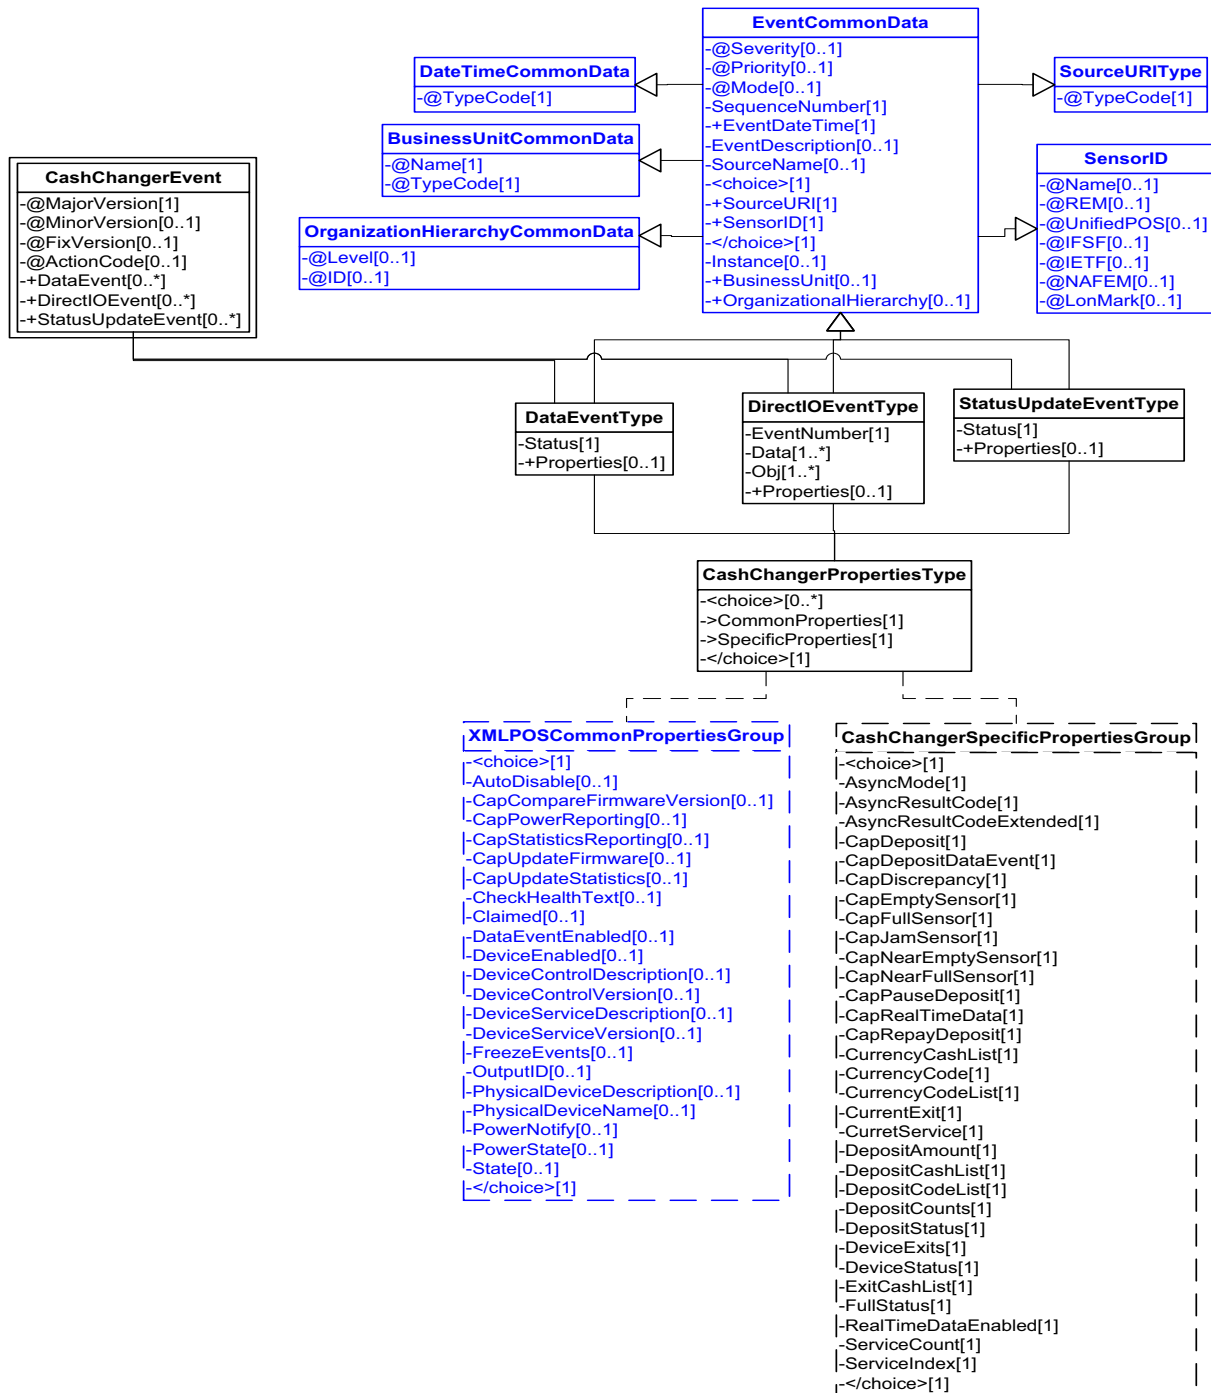 EventCommonData
-@Severity[0..1]
-@Priority[0..1]
-@Mode[0..1]
-SequenceNumber[1]
-+EventDateTime[1]
-EventDescription[0..1]
-SourceName[0..1]
-<choice>[1]
-+SourceURI[1]
-+SensorID[1]
-</choice>[1]
-Instance[0..1]
-+BusinessUnit[0..1]
-+OrganizationalHierarchy[0..1]
DateTimeCommonData
-@TypeCode[1]
SourceURIType
-@TypeCode[1]
BusinessUnitCommonData
-@Name[1]
-@TypeCode[1]
SensorID
-@Name[0..1]
-@REM[0..1]
-@UnifiedPOS[0..1]
-@IFSF[0..1]
-@IETF[0..1]
-@NAFEM[0..1]
-@LonMark[0..1]
CashChangerEvent
-@MajorVersion[1]
-@MinorVersion[0..1]
-@FixVersion[0..1]
-@ActionCode[0..1]
-+DataEvent[0..*]
-+DirectIOEvent[0..*]
-+StatusUpdateEvent[0..*]
OrganizationHierarchyCommonData
-@Level[0..1]
-@ID[0..1]
DataEventType
-Status[1]
-+Properties[0..1]
DirectIOEventType
-EventNumber[1]
-Data[1..*]
-Obj[1..*]
-+Properties[0..1]
StatusUpdateEventType
-Status[1]
-+Properties[0..1]
CashChangerPropertiesType
-<choice>[0..*]
->CommonProperties[1]
->SpecificProperties[1]
-</choice>[1]
XMLPOSCommonPropertiesGroup
-<choice>[1]
-AutoDisable[0..1]
-CapCompareFirmwareVersion[0..1]
-CapPowerReporting[0..1]
-CapStatisticsReporting[0..1]
-CapUpdateFirmware[0..1]
-CapUpdateStatistics[0..1]
-CheckHealthText[0..1]
-Claimed[0..1]
-DataEventEnabled[0..1]
-DeviceEnabled[0..1]
-DeviceControlDescription[0..1]
-DeviceControlVersion[0..1]
-DeviceServiceDescription[0..1]
-DeviceServiceVersion[0..1]
-FreezeEvents[0..1]
-OutputID[0..1]
-PhysicalDeviceDescription[0..1]
-PhysicalDeviceName[0..1]
-PowerNotify[0..1]
-PowerState[0..1]
-State[0..1]
-</choice>[1]
CashChangerSpecificPropertiesGroup
-<choice>[1]
-AsyncMode[1]
-AsyncResultCode[1]
-AsyncResultCodeExtended[1]
-CapDeposit[1]
-CapDepositDataEvent[1]
-CapDiscrepancy[1]
-CapEmptySensor[1]
-CapFullSensor[1]
-CapJamSensor[1]
-CapNearEmptySensor[1]
-CapNearFullSensor[1]
-CapPauseDeposit[1]
-CapRealTimeData[1]
-CapRepayDeposit[1]
-CurrencyCashList[1]
-CurrencyCode[1]
-CurrencyCodeList[1]
-CurrentExit[1]
-CurretService[1]
-DepositAmount[1]
-DepositCashList[1]
-DepositCodeList[1]
-DepositCounts[1]
-DepositStatus[1]
-DeviceExits[1]
-DeviceStatus[1]
-ExitCashList[1]
-FullStatus[1]
-RealTimeDataEnabled[1]
-ServiceCount[1]
-ServiceIndex[1]
-</choice>[1]